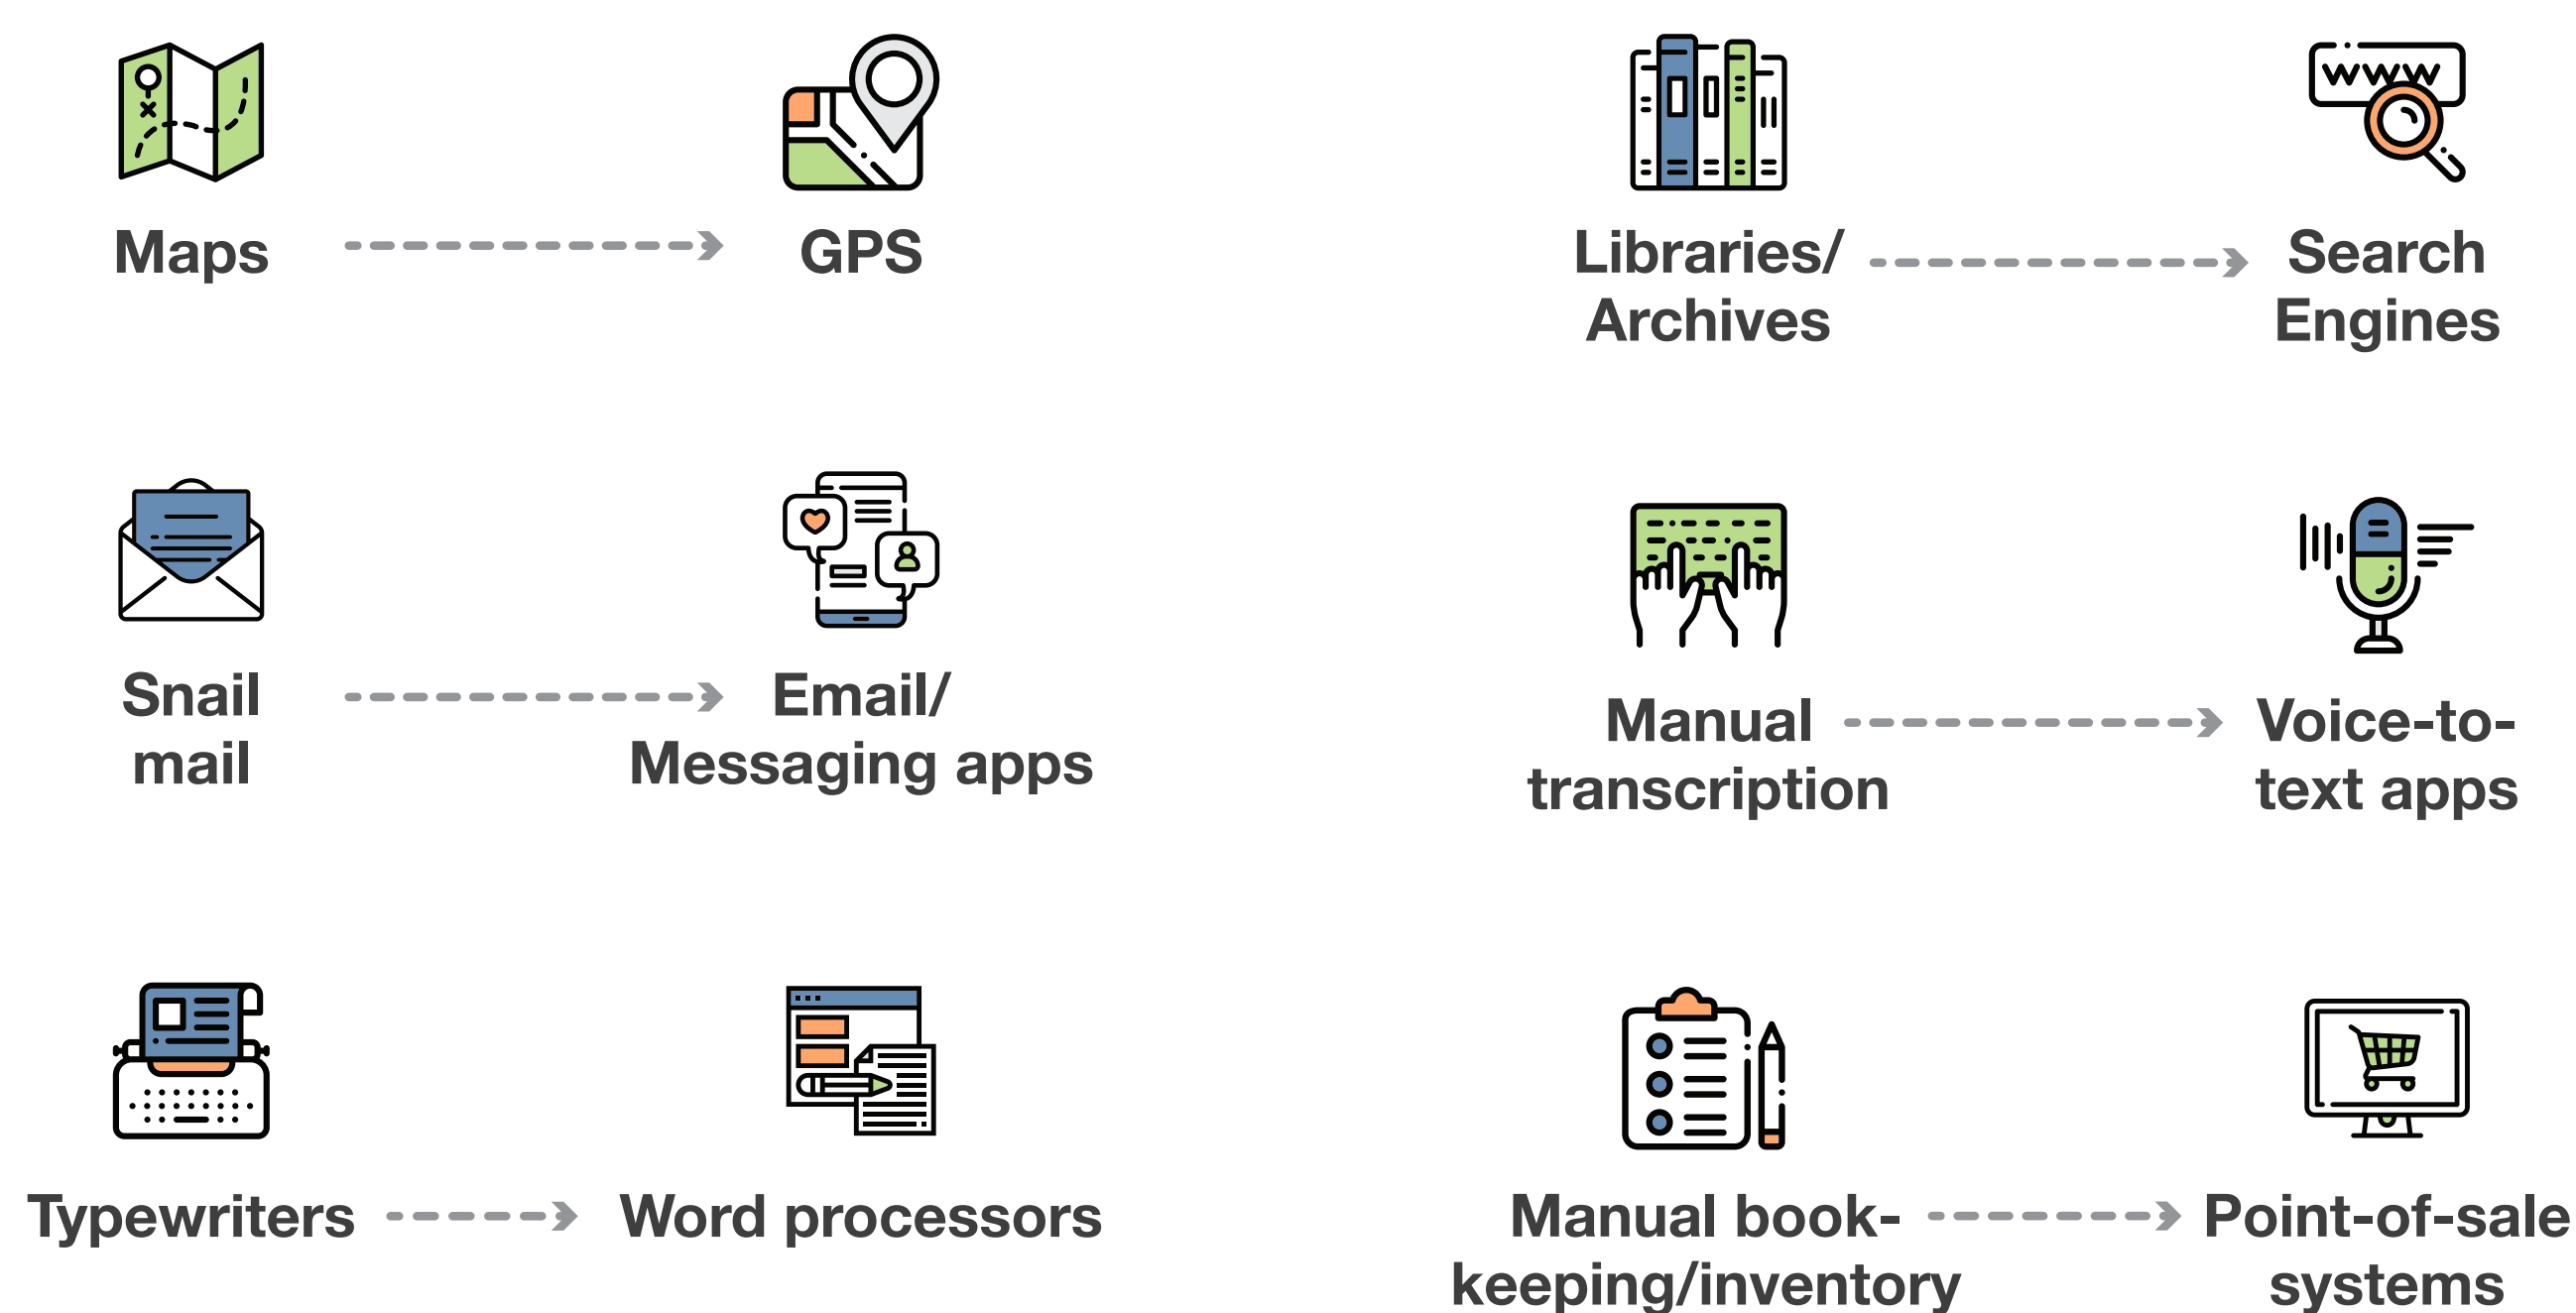 Maps
GPS
Libraries/
Archives
WWW
Search
Engines
Snail
mail
Email/
Messaging apps
Manual
transcription
Voice-to-
text apps
Typewriters
Word processors
Manual book-
keeping/inventory
Point-of-sale
systems